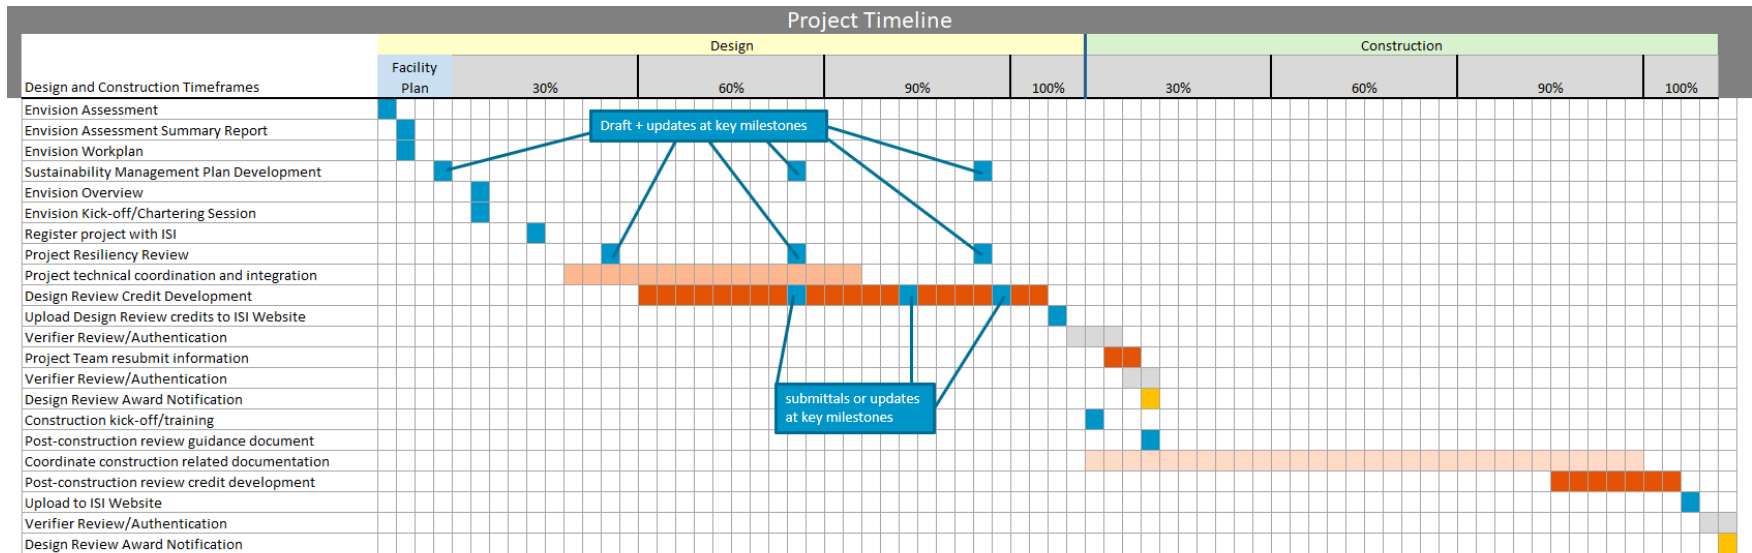 Project Timeline
Design
Construction
Facility
Plan
Design and Construction Timeframes
30%
60%
90%
100%
30%
60%
90%
100%
Envision Assessment
Envision Assessment Summary Report
Draft + updates at key milestones
Envision Workplan
Sustainability Management Plan Development
Envision Overview
Envision Kick-off/Chartering Session
Register project with ISI
Project Resiliency Review
Project technical coordination and integration
Design Review Credit Development
Upload Design Review credits to ISI Website
Verifier Review/Authentication
Project Team resubmit information
Verifier Review/Authentication
Design Review Award Notification
submittals or updates
at key milestones
Construction kick-off/training
Post-construction review guidance document
Coordinate construction related documentation
Post-construction review credit development
Upload to ISI Website
Verifier Review/Authentication
Design Review Award Notification